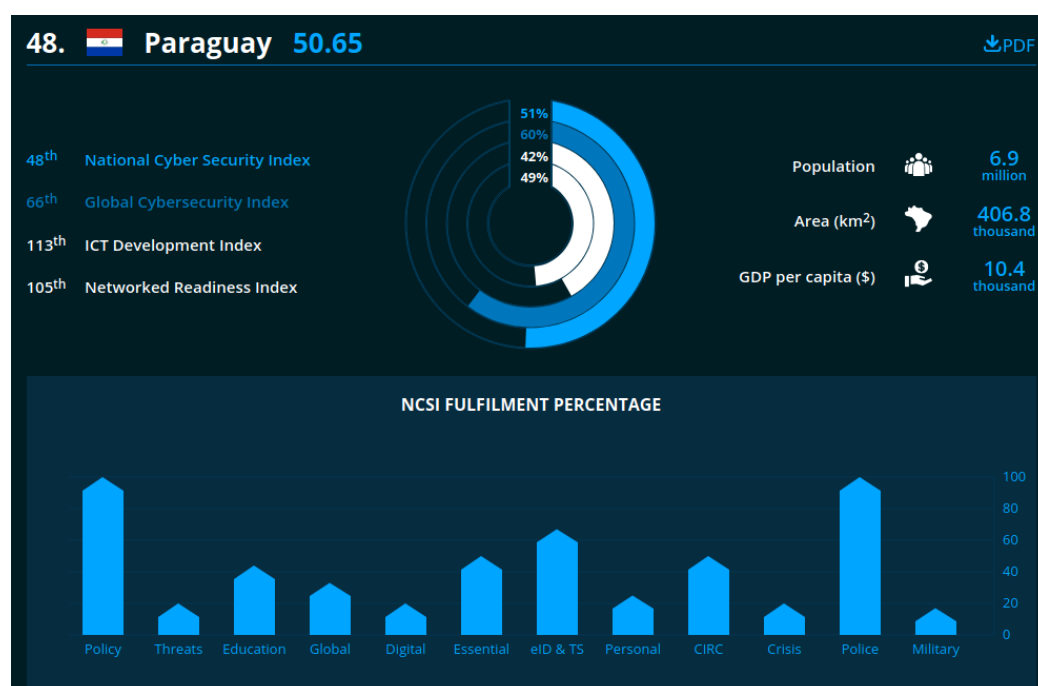 48. Paraguay 50.65 PDF
51%
60%
42%
49%
48th National Cyber Security Index
66th Global Cybersecurity Index
113th ICT Development Index
105th Networked Readiness Index
Population 6.9 million
Area (km²) 406.8 thousand
GDP per capita ($) 10.4 thousand
NCSI FULFILMENT PERCENTAGE
100
80
60
40
20
0
Policy Threats Education Global Digital Essential eID & TS Personal CIRC Crisis Police Military